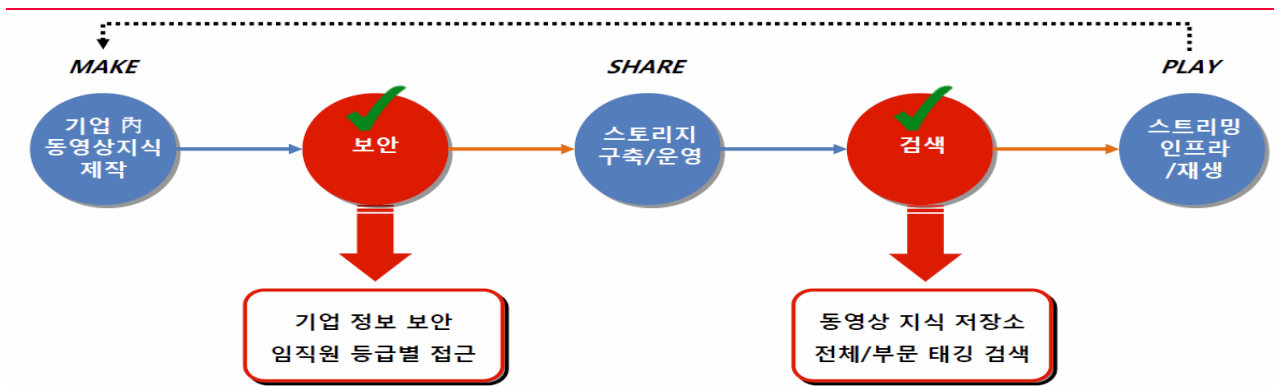 MAKE
SHARE
PLAY
기업 內
동영상지식
제작
보안
스토리지
구축/운영
검색
스트리밍
인프라
/재생
기업 정보 보안
임직원 등급별 접근
동영상 지식 저장소
전체/부문 태깅 검색